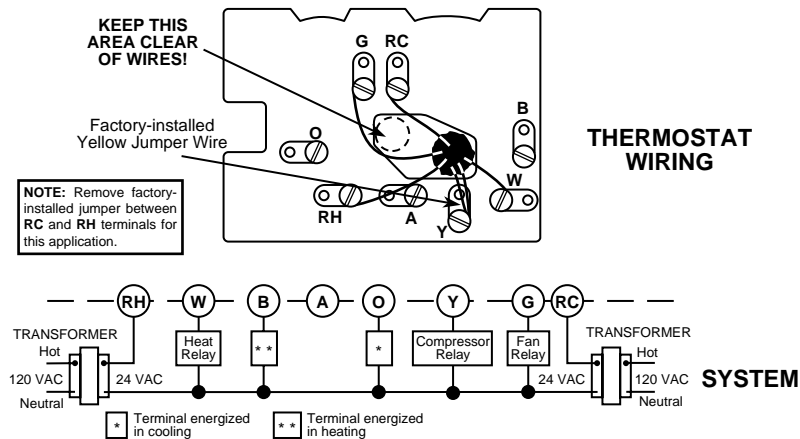 KEEP THIS
AREA CLEAR
OF WIRES!
G RC
B
Factory-installed
Yellow Jumper Wire
O
THERMOSTAT
WIRING
W
NOTE: Remove factory-
installed jumper between
RC and RH terminals for
this application.
RH
A
Y
RH W B A O Y G RC
TRANSFORMER
Hot
120 VAC
Neutral
24 VAC
Heat
Relay
* *
*
Compressor
Relay
Fan
Relay
24 VAC
TRANSFORMER
Hot
120 VAC
Neutral
SYSTEM
* Terminal energized
in cooling
* * Terminal energized
in heating